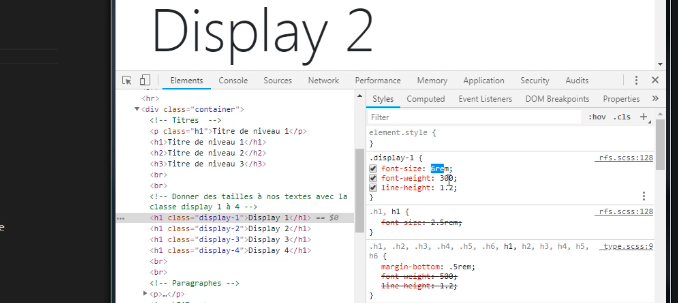 Display 2
Elements Console Sources Network Performance Memory Application Security Audits
<hr>
<div class="container">
<!-- Titres -->
<p class="h1">Titre de niveau 1</p>
<h1>Titre de niveau 2</h1>
<h2>Titre de niveau 2</h2>
<h3>Titre de niveau 3</h3>
<br>
<br>
<!-- Donner des tailles à nos textes avec la
classe display 1 à 4 -->
… <h1 class="display-1">Display 1</h1> == $0
<h1 class="display-2">Display 2</h1>
<h1 class="display-3">Display 3</h1>
<h1 class="display-4">Display 4</h1>
<br>
<br>
<!-- Paragraphes -->
<p>…</p>
Styles Computed Event Listeners DOM Breakpoints Properties »
Filter :hov .cls +
element.style {
}
.display-1 { _rfs.scss:128
font-size: 6rem;
font-weight: 300;
line-height: 1.2;
}
.h1, h1 { _rfs.scss:128
font-size: 2.5rem;
}
.h1, .h2, .h3, .h4, .h5, .h6, h1, h2, h3, h4, h5, _type.scss:9
h6 {
margin-bottom: .5rem;
font-weight: 500;
line-height: 1.2;
}
e